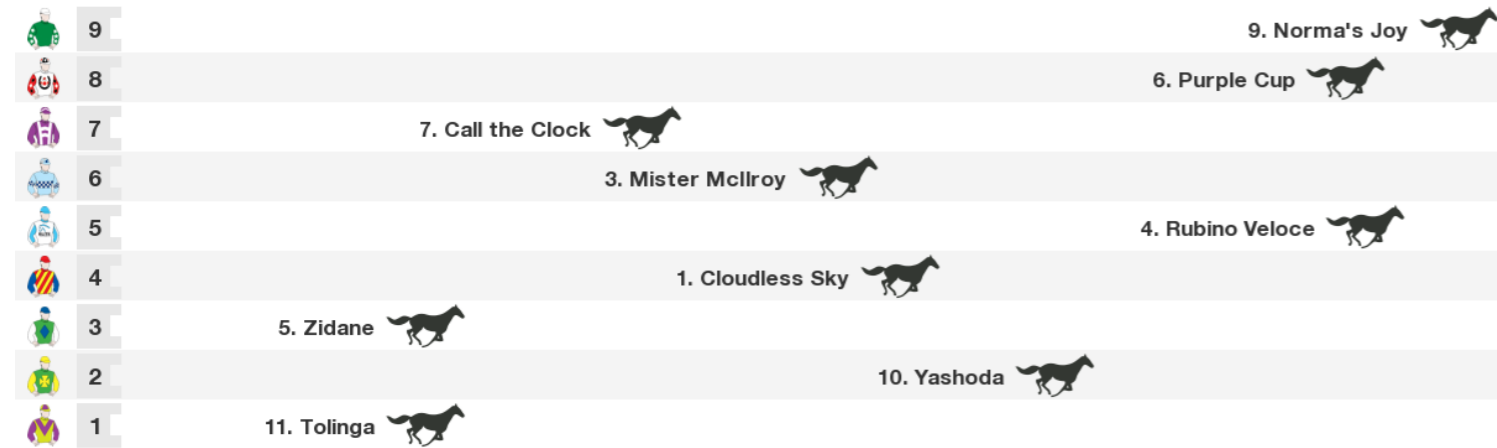 9 9. Norma's Joy
8 6. Purple Cup
7 7. Call the Clock
6 3. Mister McIlroy
5 4. Rubino Veloce
4 1. Cloudless Sky
3 5. Zidane
2 10. Yashoda
1 11. Tolinga